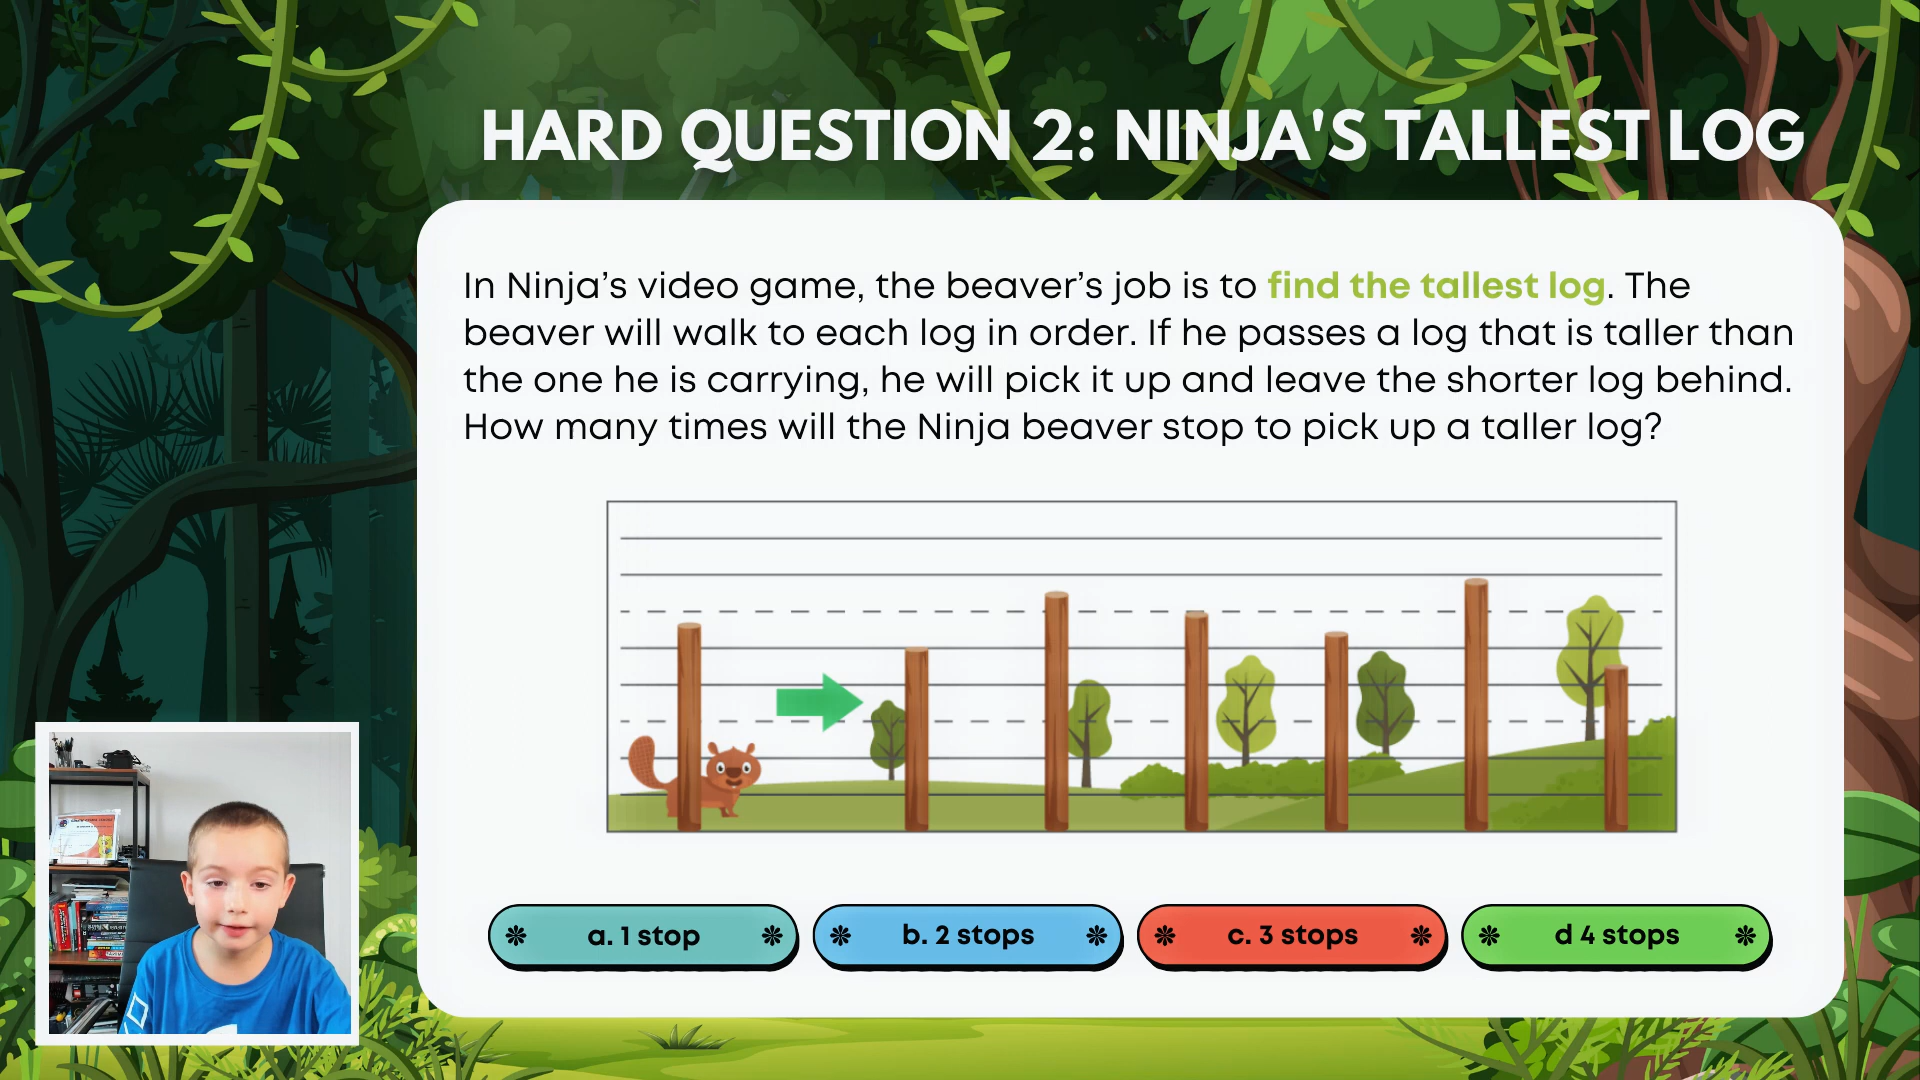 HARD QUESTION 2: NINJA'S TALLEST LOG
In Ninja’s video game, the beaver’s job is to find the tallest log. The
beaver will walk to each log in order. If he passes a log that is taller than
the one he is carrying, he will pick it up and leave the shorter log behind.
How many times will the Ninja beaver stop to pick up a taller log?
a. 1 stop
b. 2 stops
c. 3 stops
d 4 stops